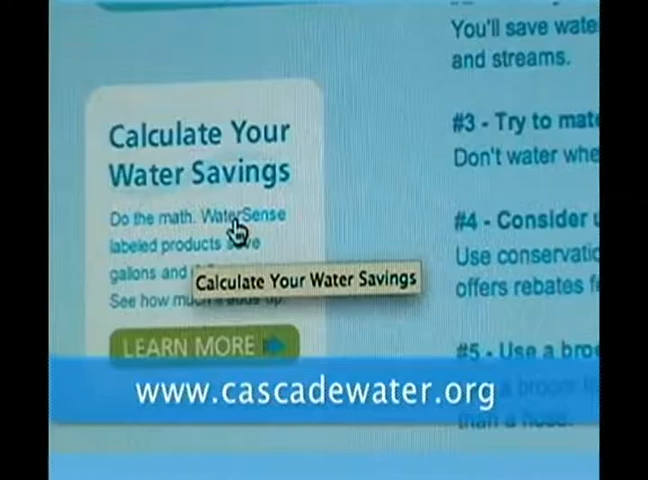 Calculate Your
Water Savings
Do the math. WaterSense
labeled products
gallons and
See how much
Calculate Your Water Savings
LEARN MORE
You'll save wate
and streams.
#3 - Try to mat
Don't water whe
#4 - Consider u
Use conservatio
offers rebates f
#5 - Use a broo
a broom
than a hose.
www.cascadewater.org